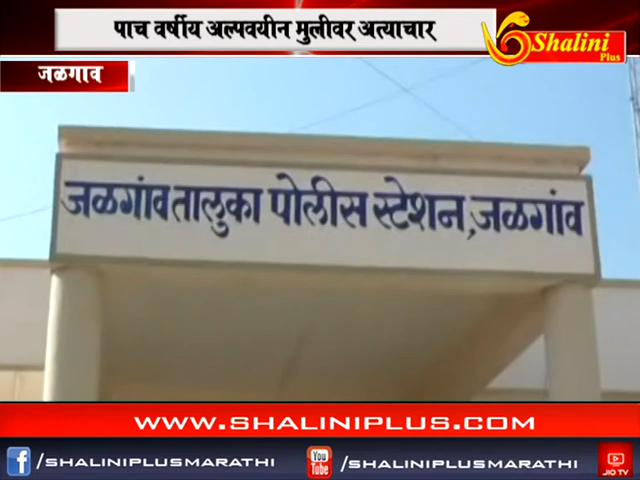 पाच वर्षीय अल्पवयीन मुलीवर अत्याचार
Shalini
Plus
जळगाव
जळगांव तालुका पोलीस स्टेशन, जळगांव
WWW.SHALINIPLUS.COM
/SHALINIPLUSMARATHI
You
Tube
/SHALINIPLUSMARATHI
JIO TV